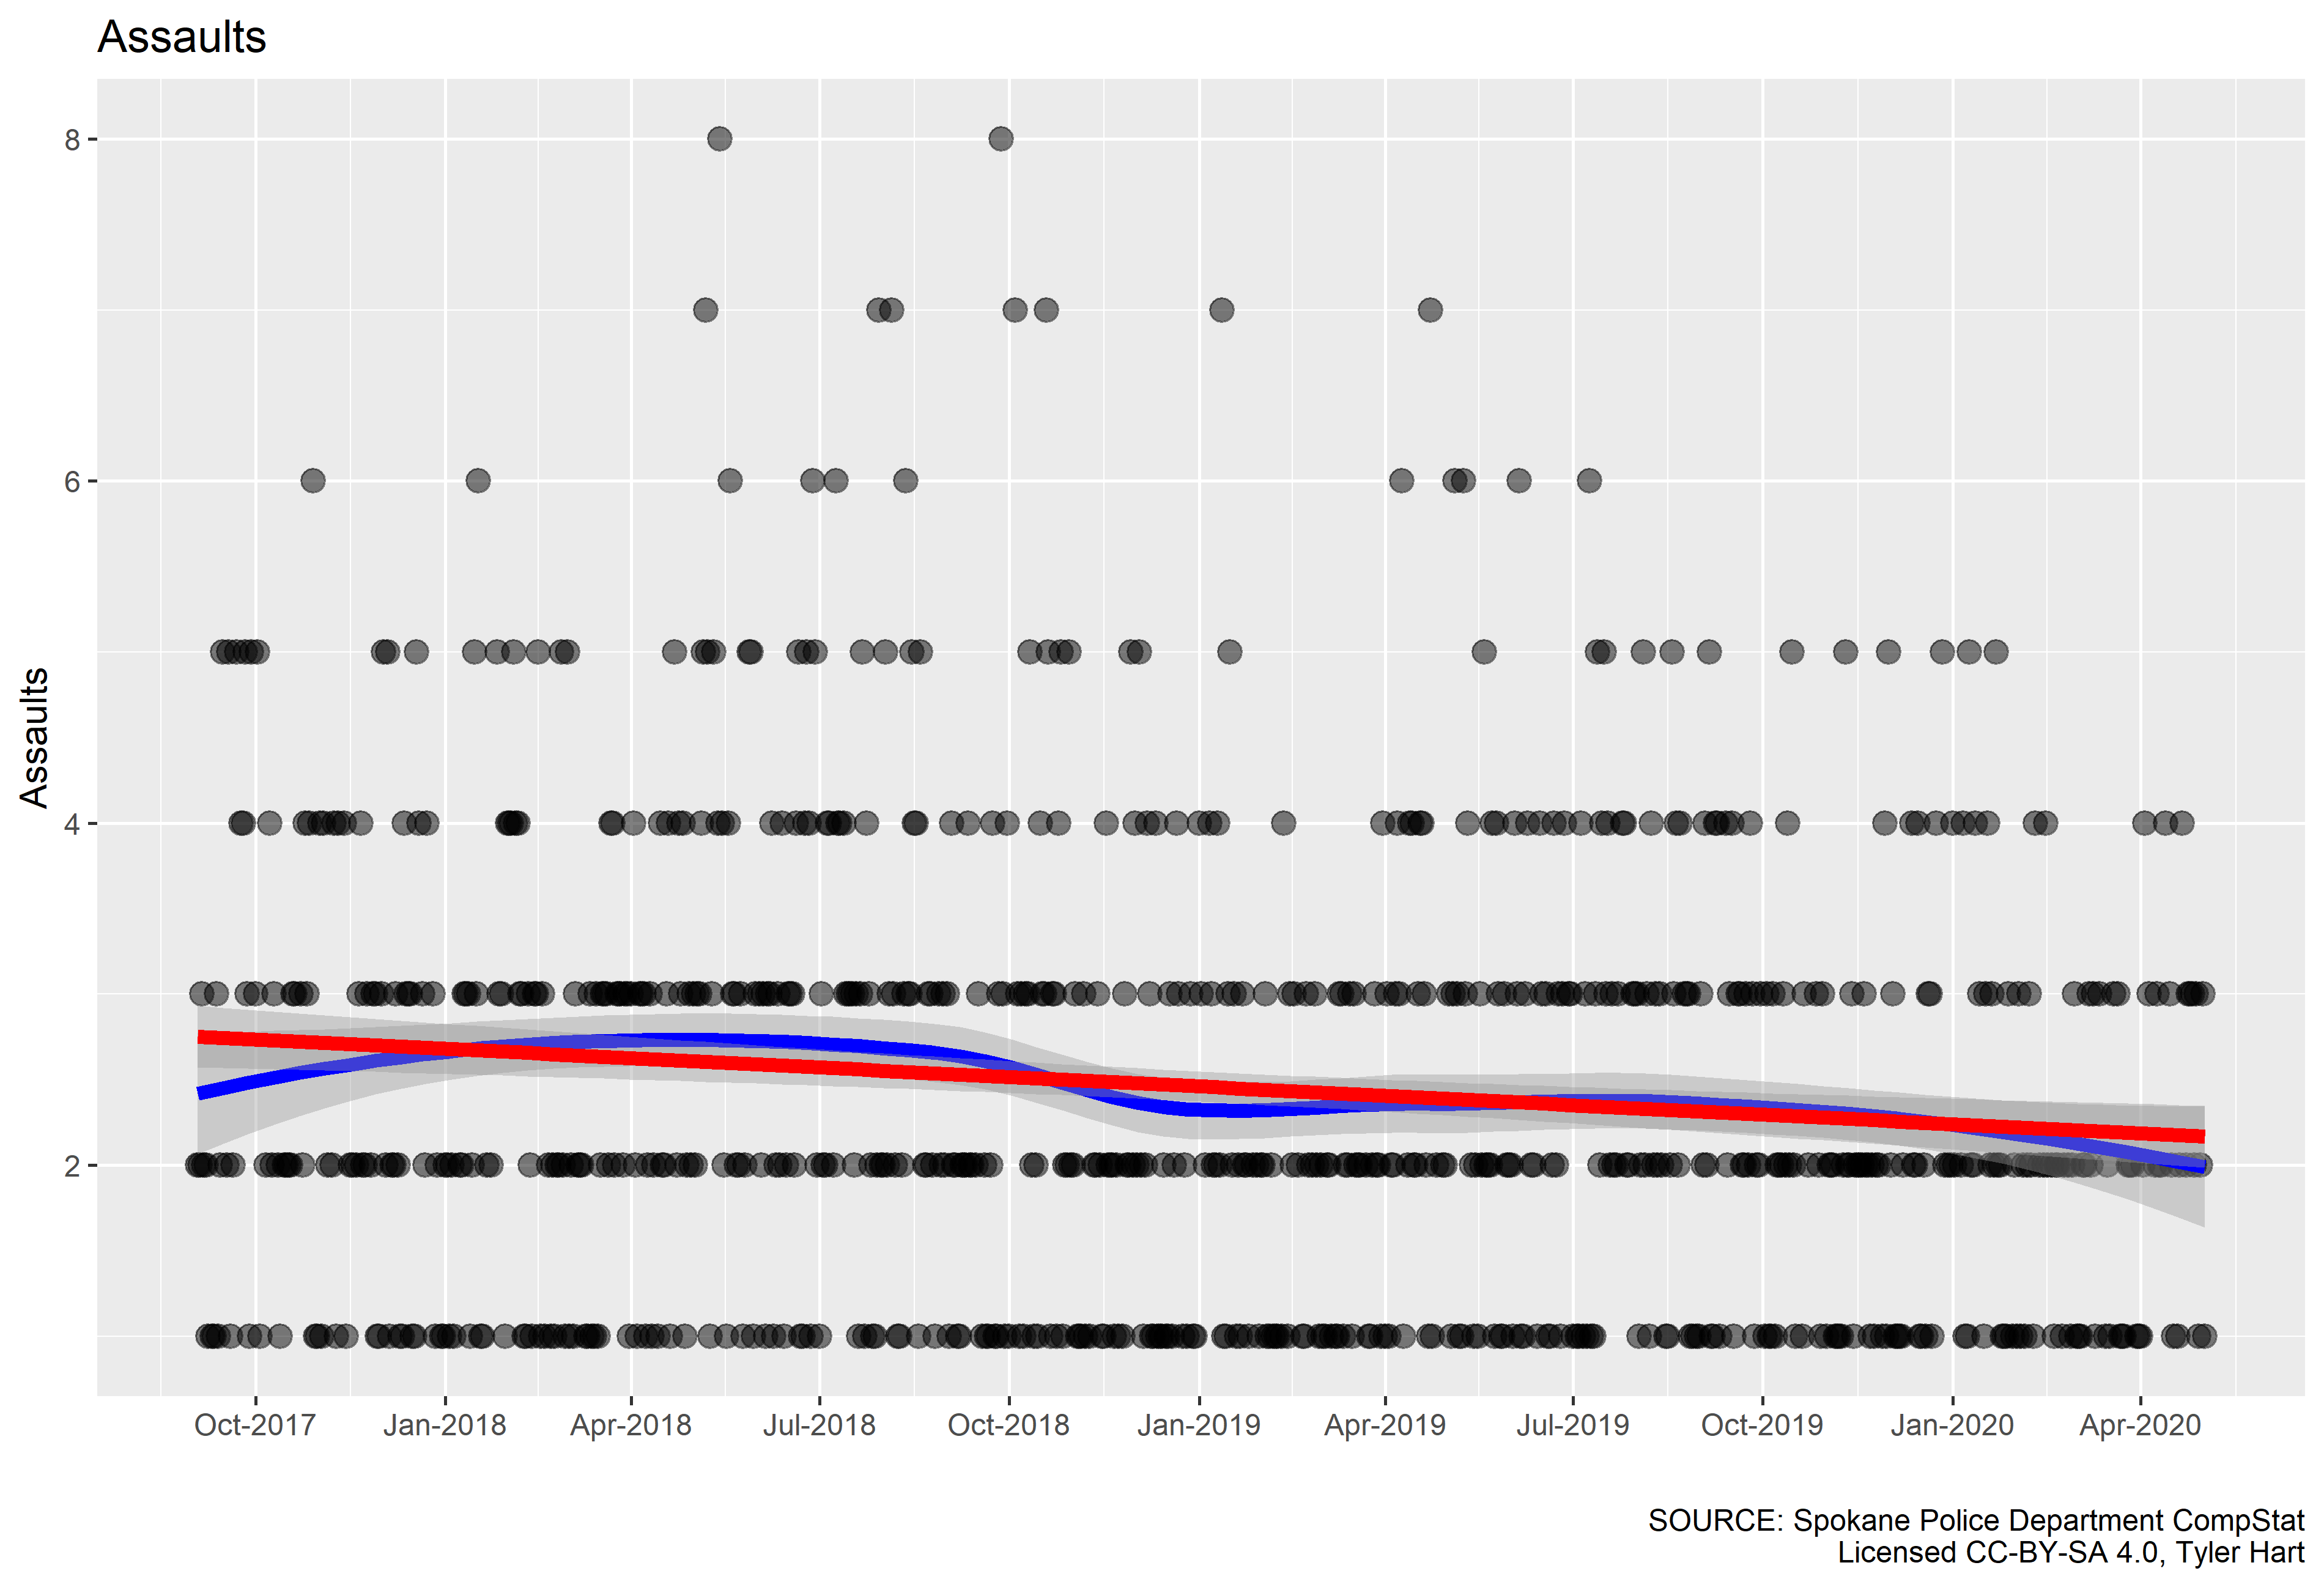 Assaults
8
6
4
2
Assaults
Oct-2017 Jan-2018 Apr-2018 Jul-2018 Oct-2018 Jan-2019 Apr-2019 Jul-2019 Oct-2019 Jan-2020 Apr-2020
SOURCE: Spokane Police Department CompStat
Licensed CC-BY-SA 4.0, Tyler Hart